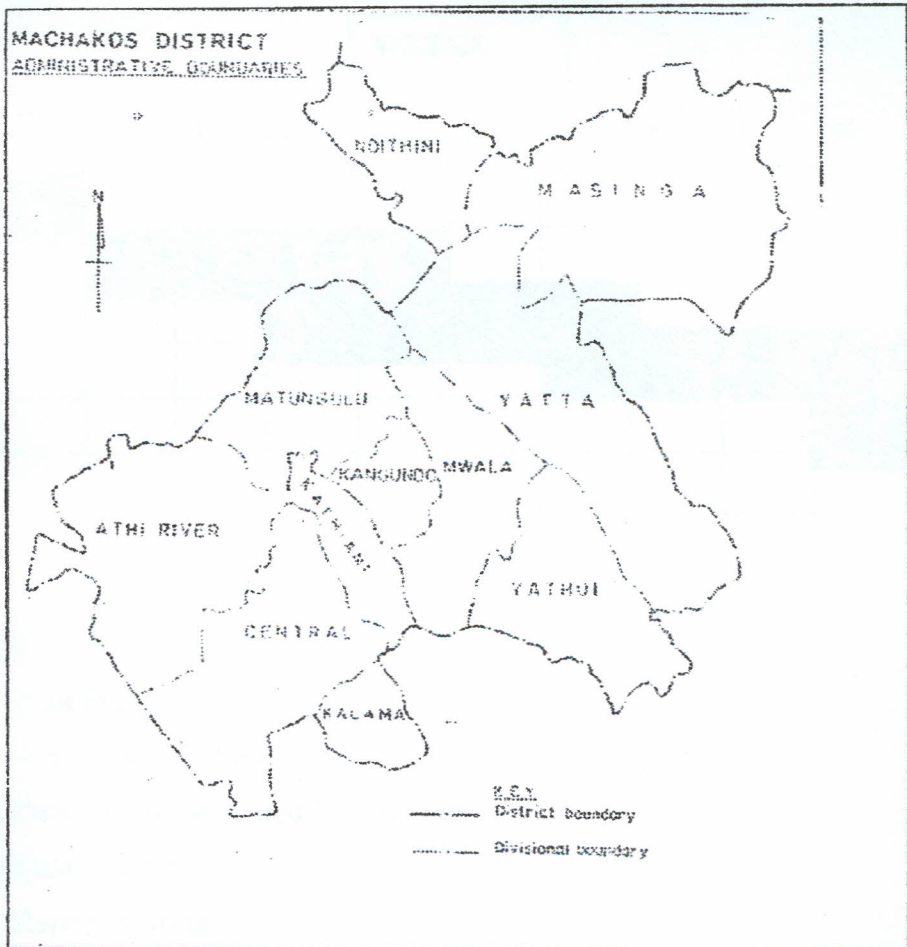 MACHAKOS DISTRICT
ADMINISTRATIVE BOUNDARIES
NDITHINI
MASINGA
N
MATUNGULU
YATTA
KANGUNDO
MWALA
ATHI RIVER
YATHUI
CENTRAL
KALAMA
KEY
District boundary
Divisional boundary